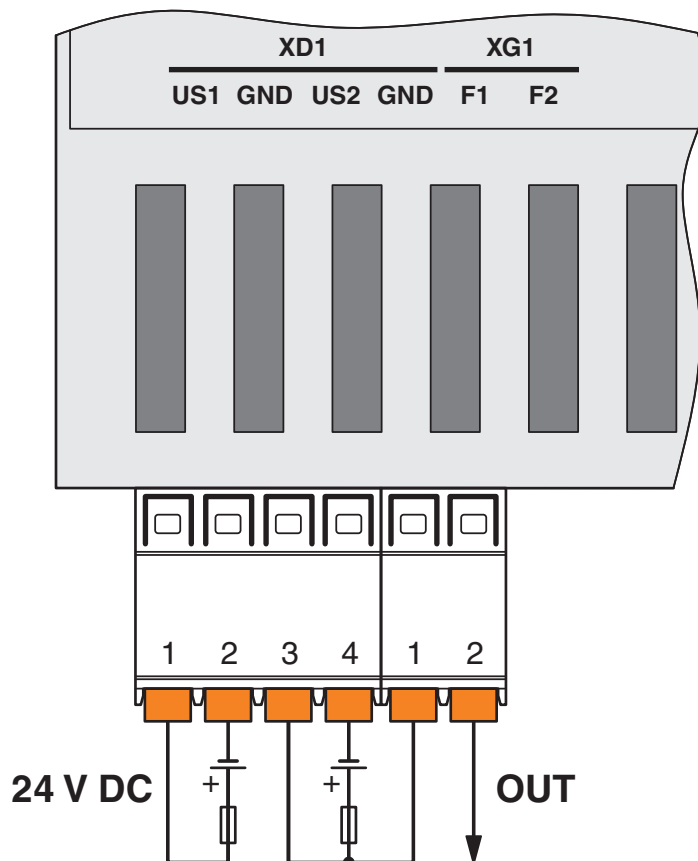 XD1 XG1
US1 GND US2 GND F1 F2
1 2 3 4 1 2
+ +
24 V DC OUT